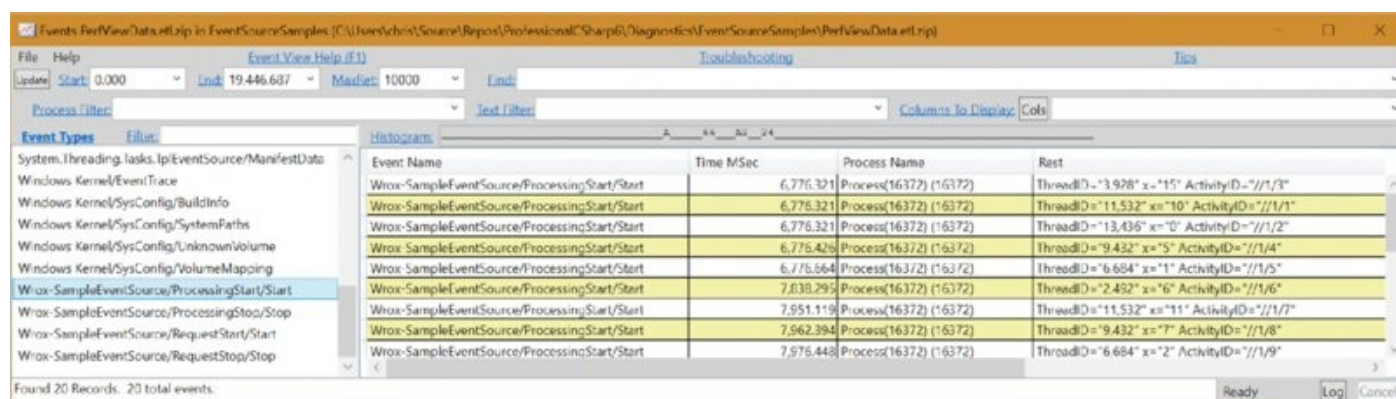 Events PerfViewData.etl.zip in EventSourceSamples (C:\Users\chris\Source\Repos\ProfessionalCSharp6\Diagnostics\EventSourceSamples\PerfViewData.etl.zip)
File Help Event View Help (F1) Troubleshooting Tips
Update Start: 0.000 End: 19.446.687 MaxRet: 10000 Find:
Process Filter: Text Filter: Columns To Display: Cols
Event Types Filter: Histogram:
System.Threading.Tasks.TplEventSource/ManifestData
Windows Kernel/EventTrace
Windows Kernel/SysConfig/BuildInfo
Windows Kernel/SysConfig/SystemPaths
Windows Kernel/SysConfig/UnknownVolume
Windows Kernel/SysConfig/VolumeMapping
Wrox-SampleEventSource/ProcessingStart/Start
Wrox-SampleEventSource/ProcessingStop/Stop
Wrox-SampleEventSource/RequestStart/Start
Wrox-SampleEventSource/RequestStop/Stop
Event Name Time MSec Process Name Rest
Wrox-SampleEventSource/ProcessingStart/Start 6,776.321 Process(16372) (16372) ThreadID="3,928" x="15" ActivityID="//1/3"
Wrox-SampleEventSource/ProcessingStart/Start 6,776.321 Process(16372) (16372) ThreadID="11,532" x="10" ActivityID="//1/1"
Wrox-SampleEventSource/ProcessingStart/Start 6,776.321 Process(16372) (16372) ThreadID="13,436" x="0" ActivityID="//1/2"
Wrox-SampleEventSource/ProcessingStart/Start 6,776.426 Process(16372) (16372) ThreadID="9,432" x="5" ActivityID="//1/4"
Wrox-SampleEventSource/ProcessingStart/Start 6,776.664 Process(16372) (16372) ThreadID="6,684" x="1" ActivityID="//1/5"
Wrox-SampleEventSource/ProcessingStart/Start 7,838.295 Process(16372) (16372) ThreadID="2,492" x="6" ActivityID="//1/6"
Wrox-SampleEventSource/ProcessingStart/Start 7,951.119 Process(16372) (16372) ThreadID="11,532" x="11" ActivityID="//1/7"
Wrox-SampleEventSource/ProcessingStart/Start 7,962.394 Process(16372) (16372) ThreadID="9,432" x="7" ActivityID="//1/8"
Wrox-SampleEventSource/ProcessingStart/Start 7,976.448 Process(16372) (16372) ThreadID="6,684" x="2" ActivityID="//1/9"
Found 20 Records. 20 total events. Ready Log Cancel